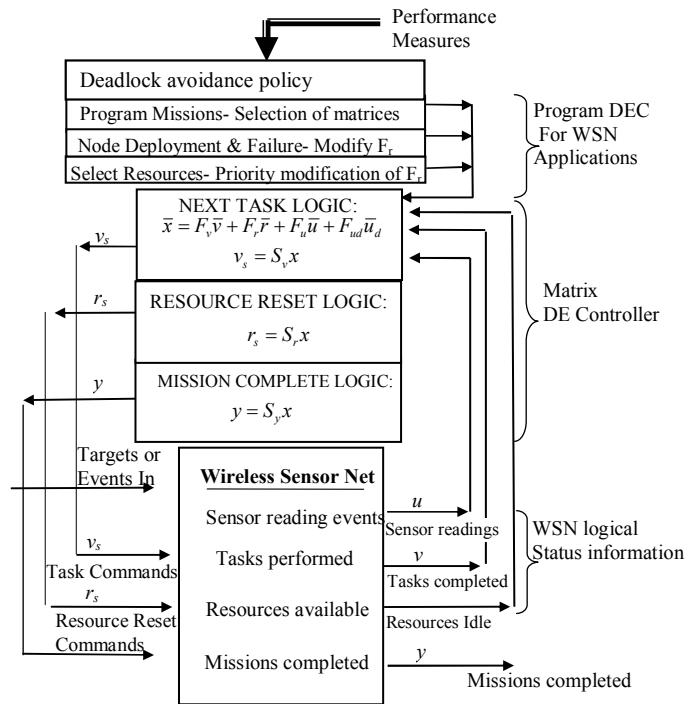 Performance
Measures
Deadlock avoidance policy
Program Missions- Selection of matrices
Node Deployment & Failure- Modify F_r
Select Resources- Priority modification of F_r
Program DEC
For WSN
Applications
NEXT TASK LOGIC:
x̄ = F_v v̄ + F_r r̄ + F_u ū + F_ud ū_d
v_s = S_v x
v_s
RESOURCE RESET LOGIC:
r_s = S_r x
r_s
MISSION COMPLETE LOGIC:
y = S_y x
y
Matrix
DE Controller
Targets or
Events In
Wireless Sensor Net
Sensor reading events
u
Sensor readings
v_s
Task Commands
Tasks performed
v
Tasks completed
r_s
Resource Reset
Commands
Resources available
Resources Idle
Missions completed
y
Missions completed
WSN logical
Status information